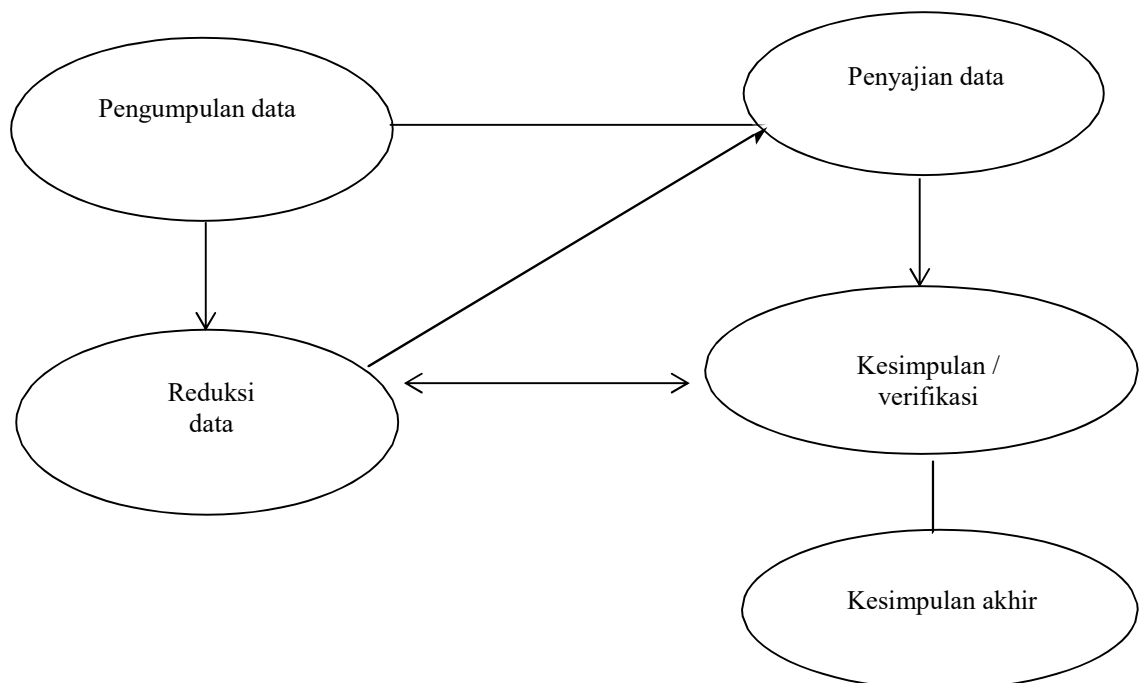 Pengumpulan data
Penyajian data
Reduksi
data
Kesimpulan /
verifikasi
Kesimpulan akhir